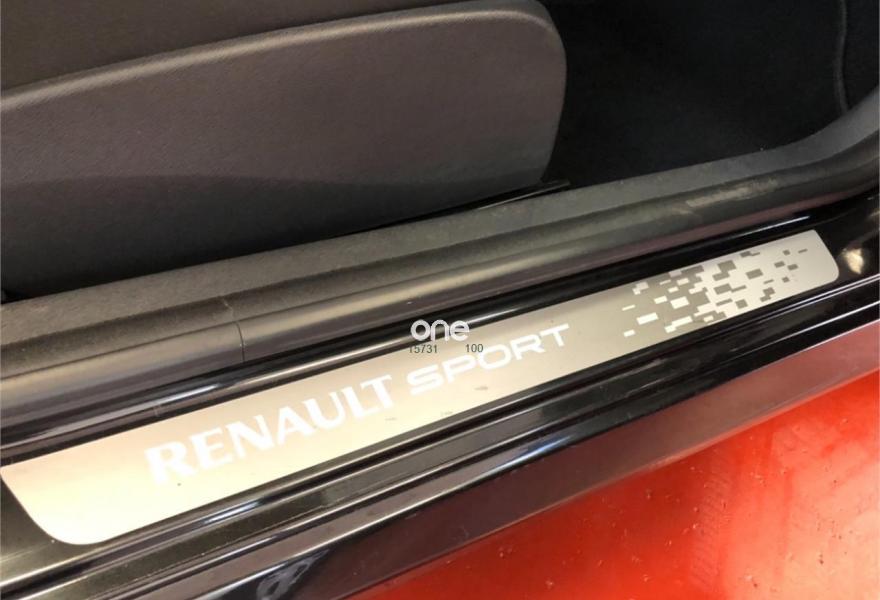 one
15731 100
RENAULT SPORT